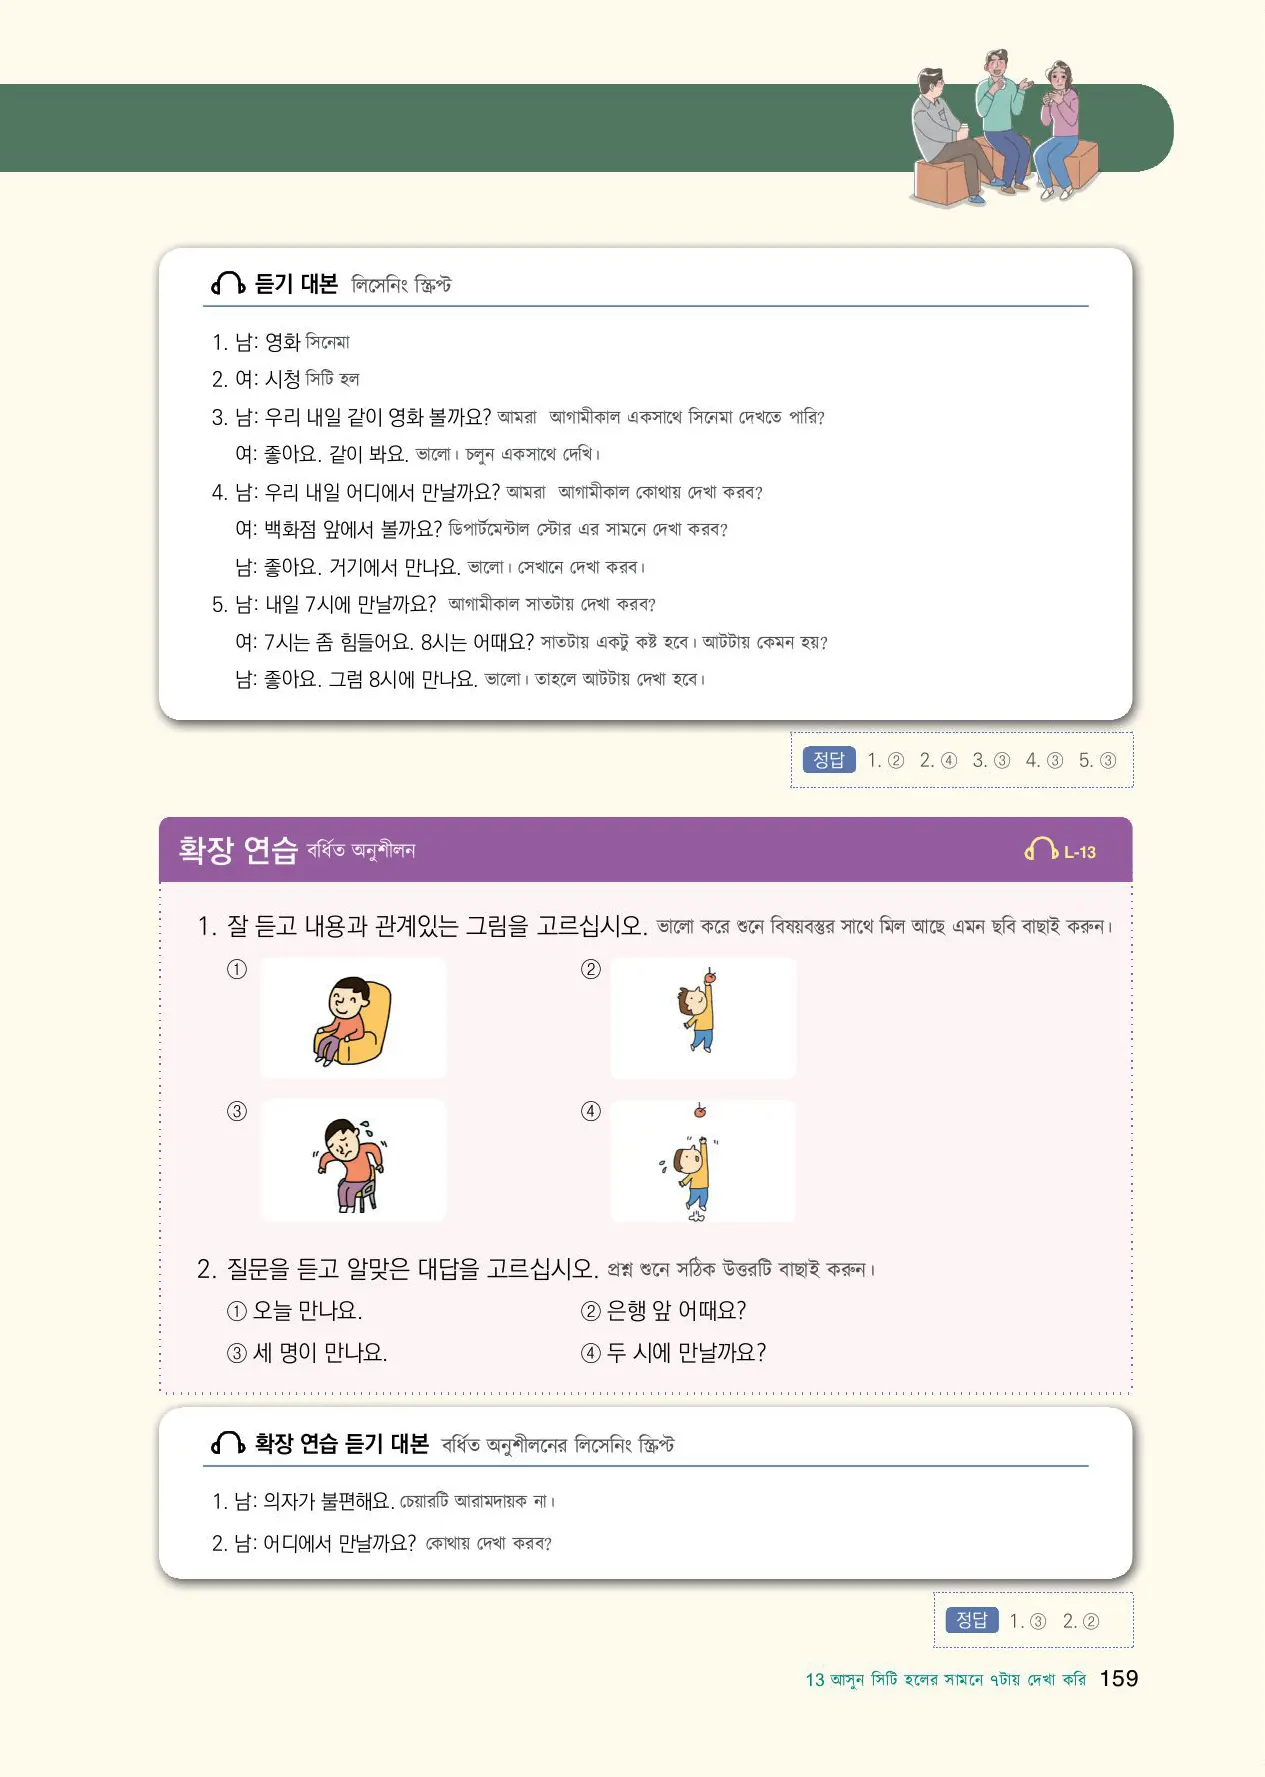 듣기 대본 লিসেনিং স্ক্রিপ্ট
1. 남: 영화 সিনেমা
2. 여: 시청 সিটি হল
3. 남: 우리 내일 같이 영화 볼까요? আমরা আগামীকাল একসাথে সিনেমা দেখতে পারি?
여: 좋아요. 같이 봐요. ভালো। চলুন একসাথে দেখি।
4. 남: 우리 내일 어디에서 만날까요? আমরা আগামীকাল কোথায় দেখা করব?
여: 백화점 앞에서 볼까요? ডিপার্টমেন্টাল স্টোর এর সামনে দেখা করব?
남: 좋아요. 거기에서 만나요. ভালো। সেখানে দেখা করব।
5. 남: 내일 7시에 만날까요? আগামীকাল সাতটায় দেখা করব?
여: 7시는 좀 힘들어요. 8시는 어때요? সাতটায় একটু কষ্ট হবে। আটটায় কেমন হয়?
남: 좋아요. 그럼 8시에 만나요. ভালো। তাহলে আটটায় দেখা হবে।
정답 1. ② 2. ④ 3. ③ 4. ③ 5. ③
확장 연습 বর্ধিত অনুশীলন L-13
1. 잘 듣고 내용과 관계있는 그림을 고르십시오. ভালো করে শুনে বিষয়বস্তুর সাথে মিল আছে এমন ছবি বাছাই করুন।
① ②
③ ④
2. 질문을 듣고 알맞은 대답을 고르십시오. প্রশ্ন শুনে সঠিক উত্তরটি বাছাই করুন।
① 오늘 만나요. ② 은행 앞 어때요?
③ 세 명이 만나요. ④ 두 시에 만날까요?
확장 연습 듣기 대본 বর্ধিত অনুশীলনের লিসেনিং স্ক্রিপ্ট
1. 남: 의자가 불편해요. চেয়ারটি আরামদায়ক না।
2. 남: 어디에서 만날까요? কোথায় দেখা করব?
정답 1. ③ 2. ②
13 আসুন সিটি হলের সামনে ৭টায় দেখা করি 159